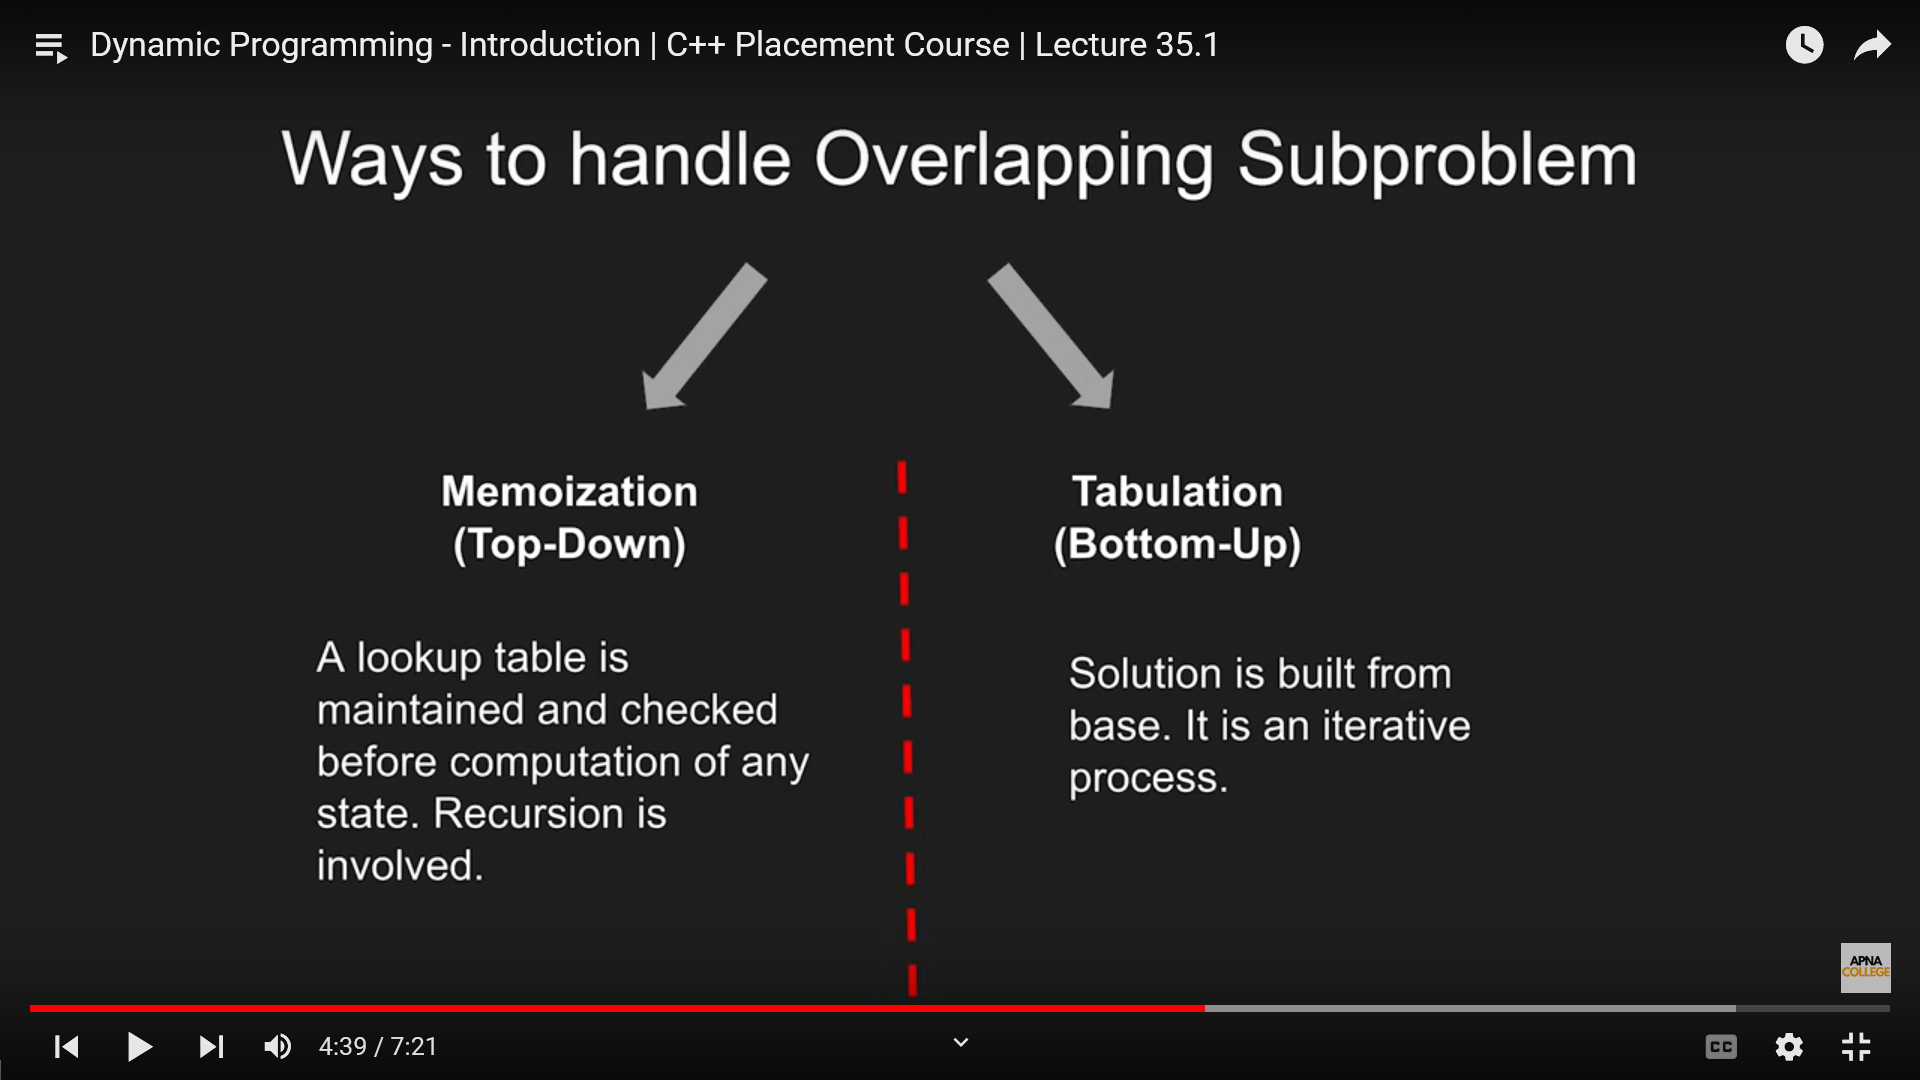 Dynamic Programming - Introduction | C++ Placement Course | Lecture 35.1
Ways to handle Overlapping Subproblem
Memoization
(Top-Down)
A lookup table is
maintained and checked
before computation of any
state. Recursion is
involved.
Tabulation
(Bottom-Up)
Solution is built from
base. It is an iterative
process.
APNA
COLLEGE
4:39 / 7:21
CC